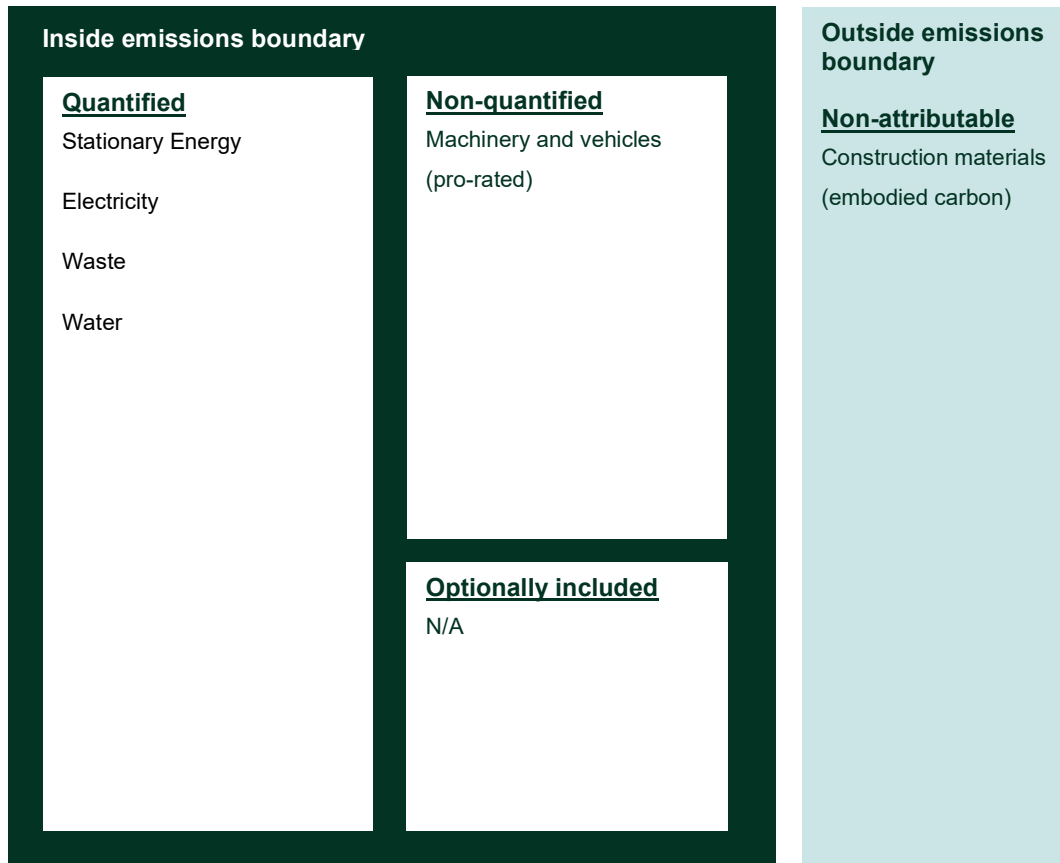 Inside emissions boundary
Quantified
Stationary Energy
Electricity
Waste
Water
Non-quantified
Machinery and vehicles
(pro-rated)
Optionally included
N/A
Outside emissions
boundary
Non-attributable
Construction materials
(embodied carbon)